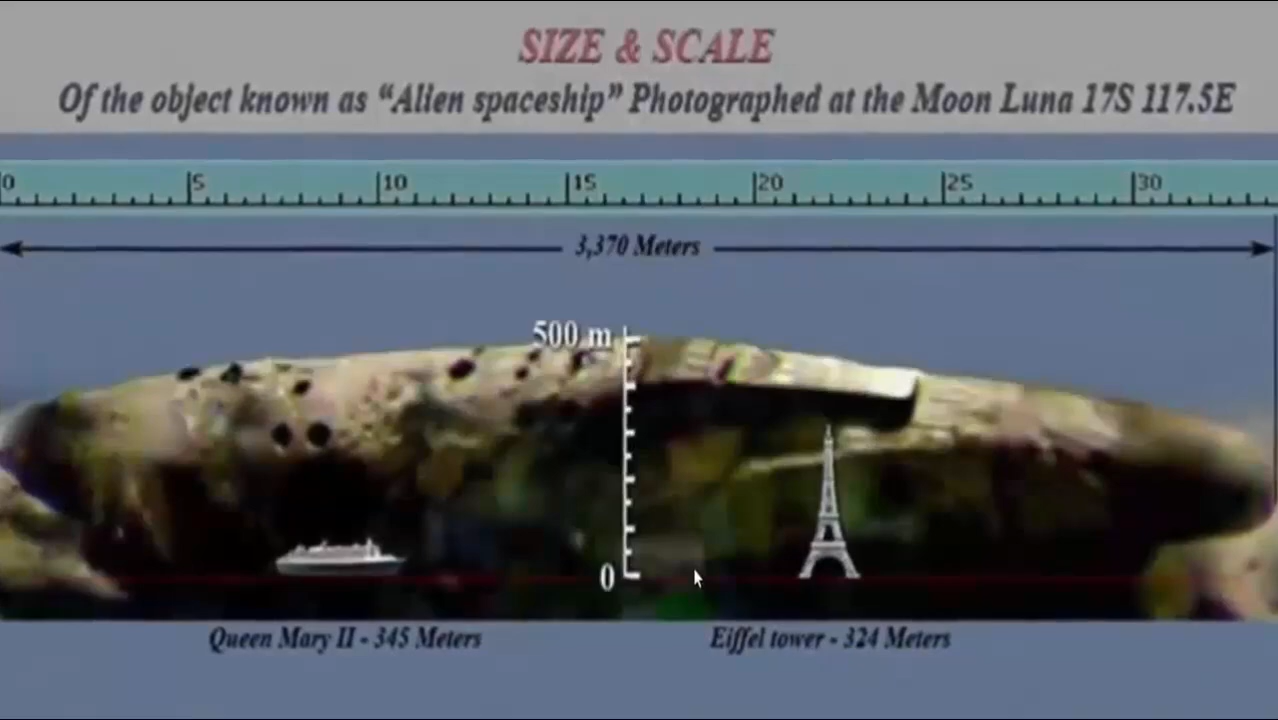 SIZE & SCALE
Of the object known as “Alien spaceship” Photographed at the Moon Luna 17S 117.5E
0 5 10 15 20 25 30
3,370 Meters
500 m
0
Queen Mary II - 345 Meters
Eiffel tower - 324 Meters